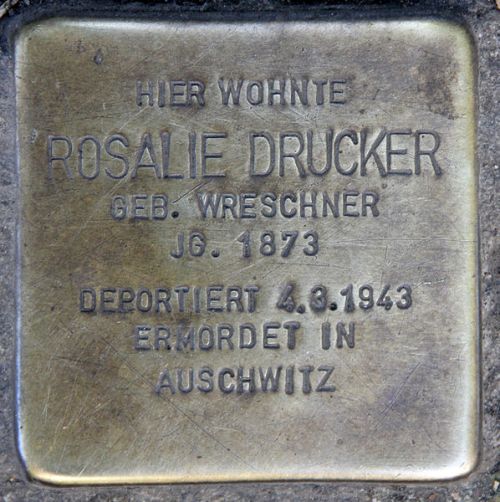 HIER WOHNTE
ROSALIE DRUCKER
GEB. WRESCHNER
JG. 1873
DEPORTIERT 4.3.1943
ERMORDET IN
AUSCHWITZ